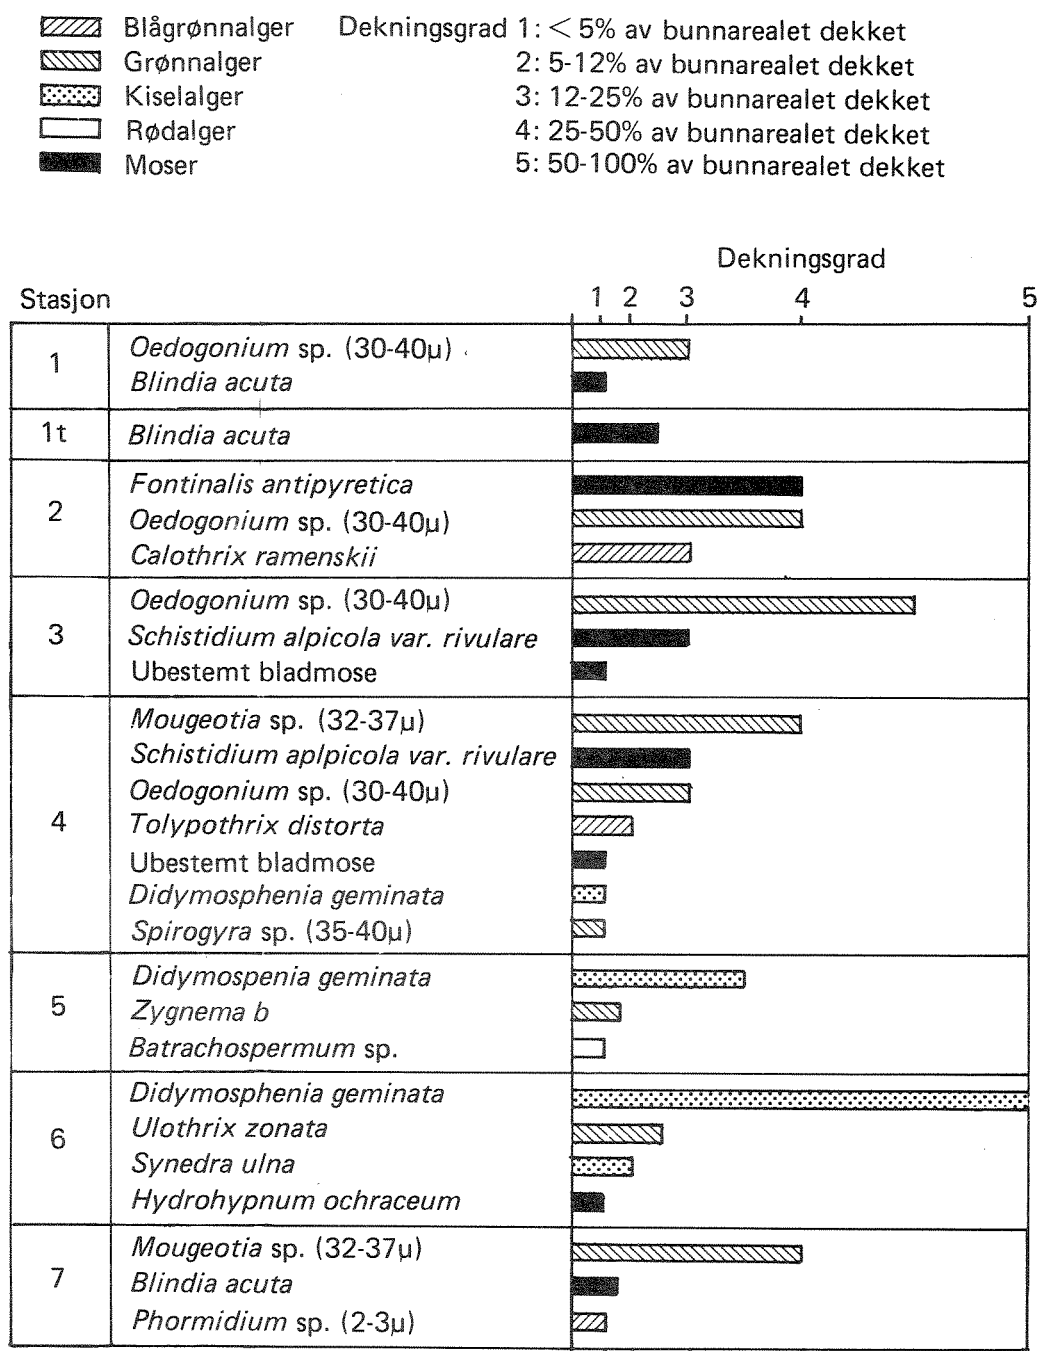 Blågrønnalger Dekningsgrad 1: < 5% av bunnarealet dekket
Grønnalger 2: 5-12% av bunnarealet dekket
Kiselalger 3: 12-25% av bunnarealet dekket
Rødalger 4: 25-50% av bunnarealet dekket
Moser 5: 50-100% av bunnarealet dekket
Dekningsgrad
Stasjon 1 2 3 4 5
1
Oedogonium sp. (30-40µ)
Blindia acuta
1t Blindia acuta
2
Fontinalis antipyretica
Oedogonium sp. (30-40µ)
Calothrix ramenskii
3
Oedogonium sp. (30-40µ)
Schistidium alpicola var. rivulare
Ubestemt bladmose
4
Mougeotia sp. (32-37µ)
Schistidium aplpicola var. rivulare
Oedogonium sp. (30-40µ)
Tolypothrix distorta
Ubestemt bladmose
Didymosphenia geminata
Spirogyra sp. (35-40µ)
5
Didymospenia geminata
Zygnema b
Batrachospermum sp.
6
Didymosphenia geminata
Ulothrix zonata
Synedra ulna
Hydrohypnum ochraceum
7
Mougeotia sp. (32-37µ)
Blindia acuta
Phormidium sp. (2-3µ)